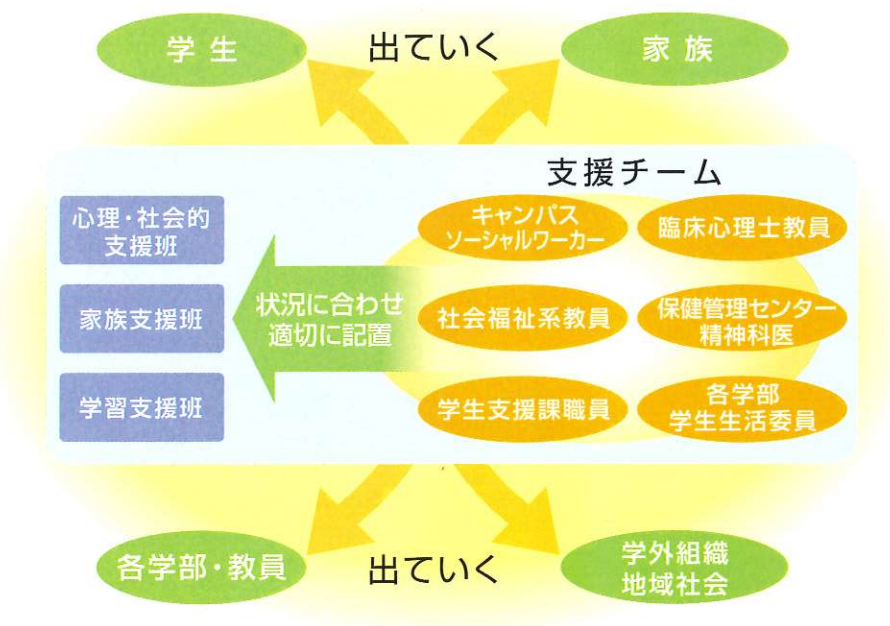 学生
出ていく
家族
支援チーム
心理・社会的
支援班
家族支援班
学習支援班
状況に合わせ
適切に記置
キャンパス
ソーシャルワーカー
臨床心理士教員
社会福祉系教員
保健管理センター
精神科医
学生支援課職員
各学部
学生生活委員
各学部・教員
出ていく
学外組織
地域社会